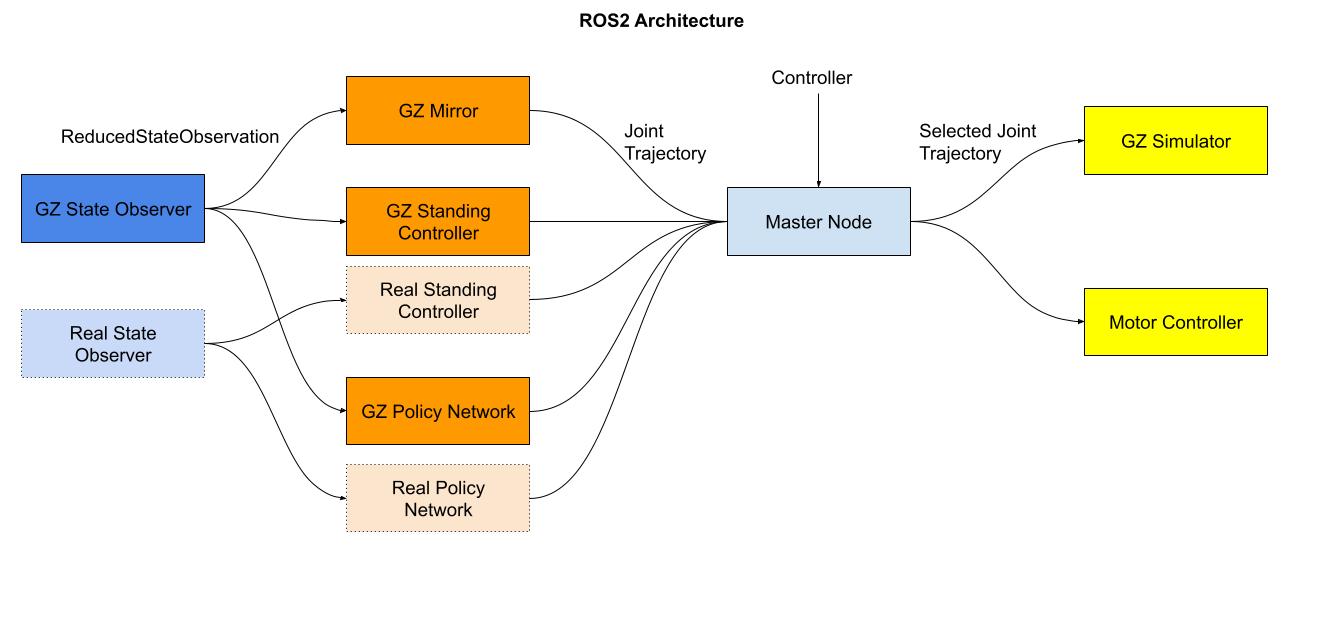 ROS2 Architecture
Controller
GZ Mirror
ReducedStateObservation
Joint
Trajectory
Selected Joint
Trajectory
GZ Simulator
GZ State Observer
GZ Standing
Controller
Master Node
Real Standing
Controller
Real State
Observer
Motor Controller
GZ Policy Network
Real Policy
Network